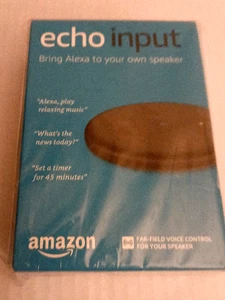 echo input
Bring Alexa to your own speaker
"Alexa, play
relaxing music"
"What's the
news today?"
"Set a timer
for 45 minutes"
amazon
FAR-FIELD VOICE CONTROL
FOR YOUR SPEAKER